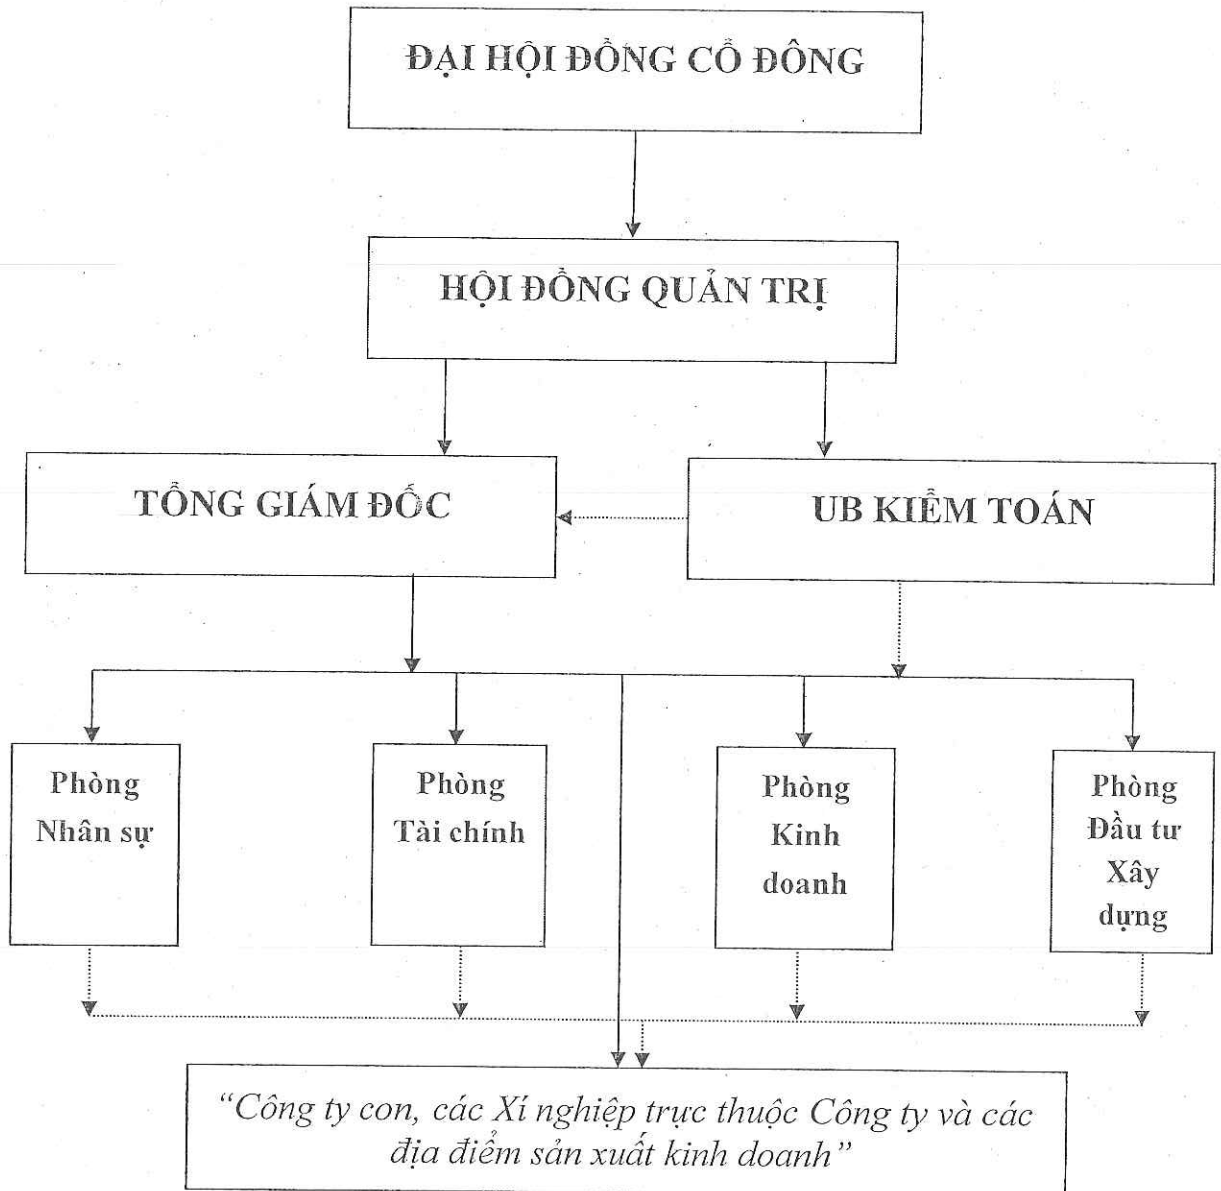 ĐẠI HỘI ĐỒNG CỔ ĐÔNG
HỘI ĐỒNG QUẢN TRỊ
TỔNG GIÁM ĐỐC
UB KIỂM TOÁN
Phòng
Nhân sự
Phòng
Tài chính
Phòng
Kinh
doanh
Phòng
Đầu tư
Xây
dựng
“Công ty con, các Xí nghiệp trực thuộc Công ty và các
địa điểm sản xuất kinh doanh”